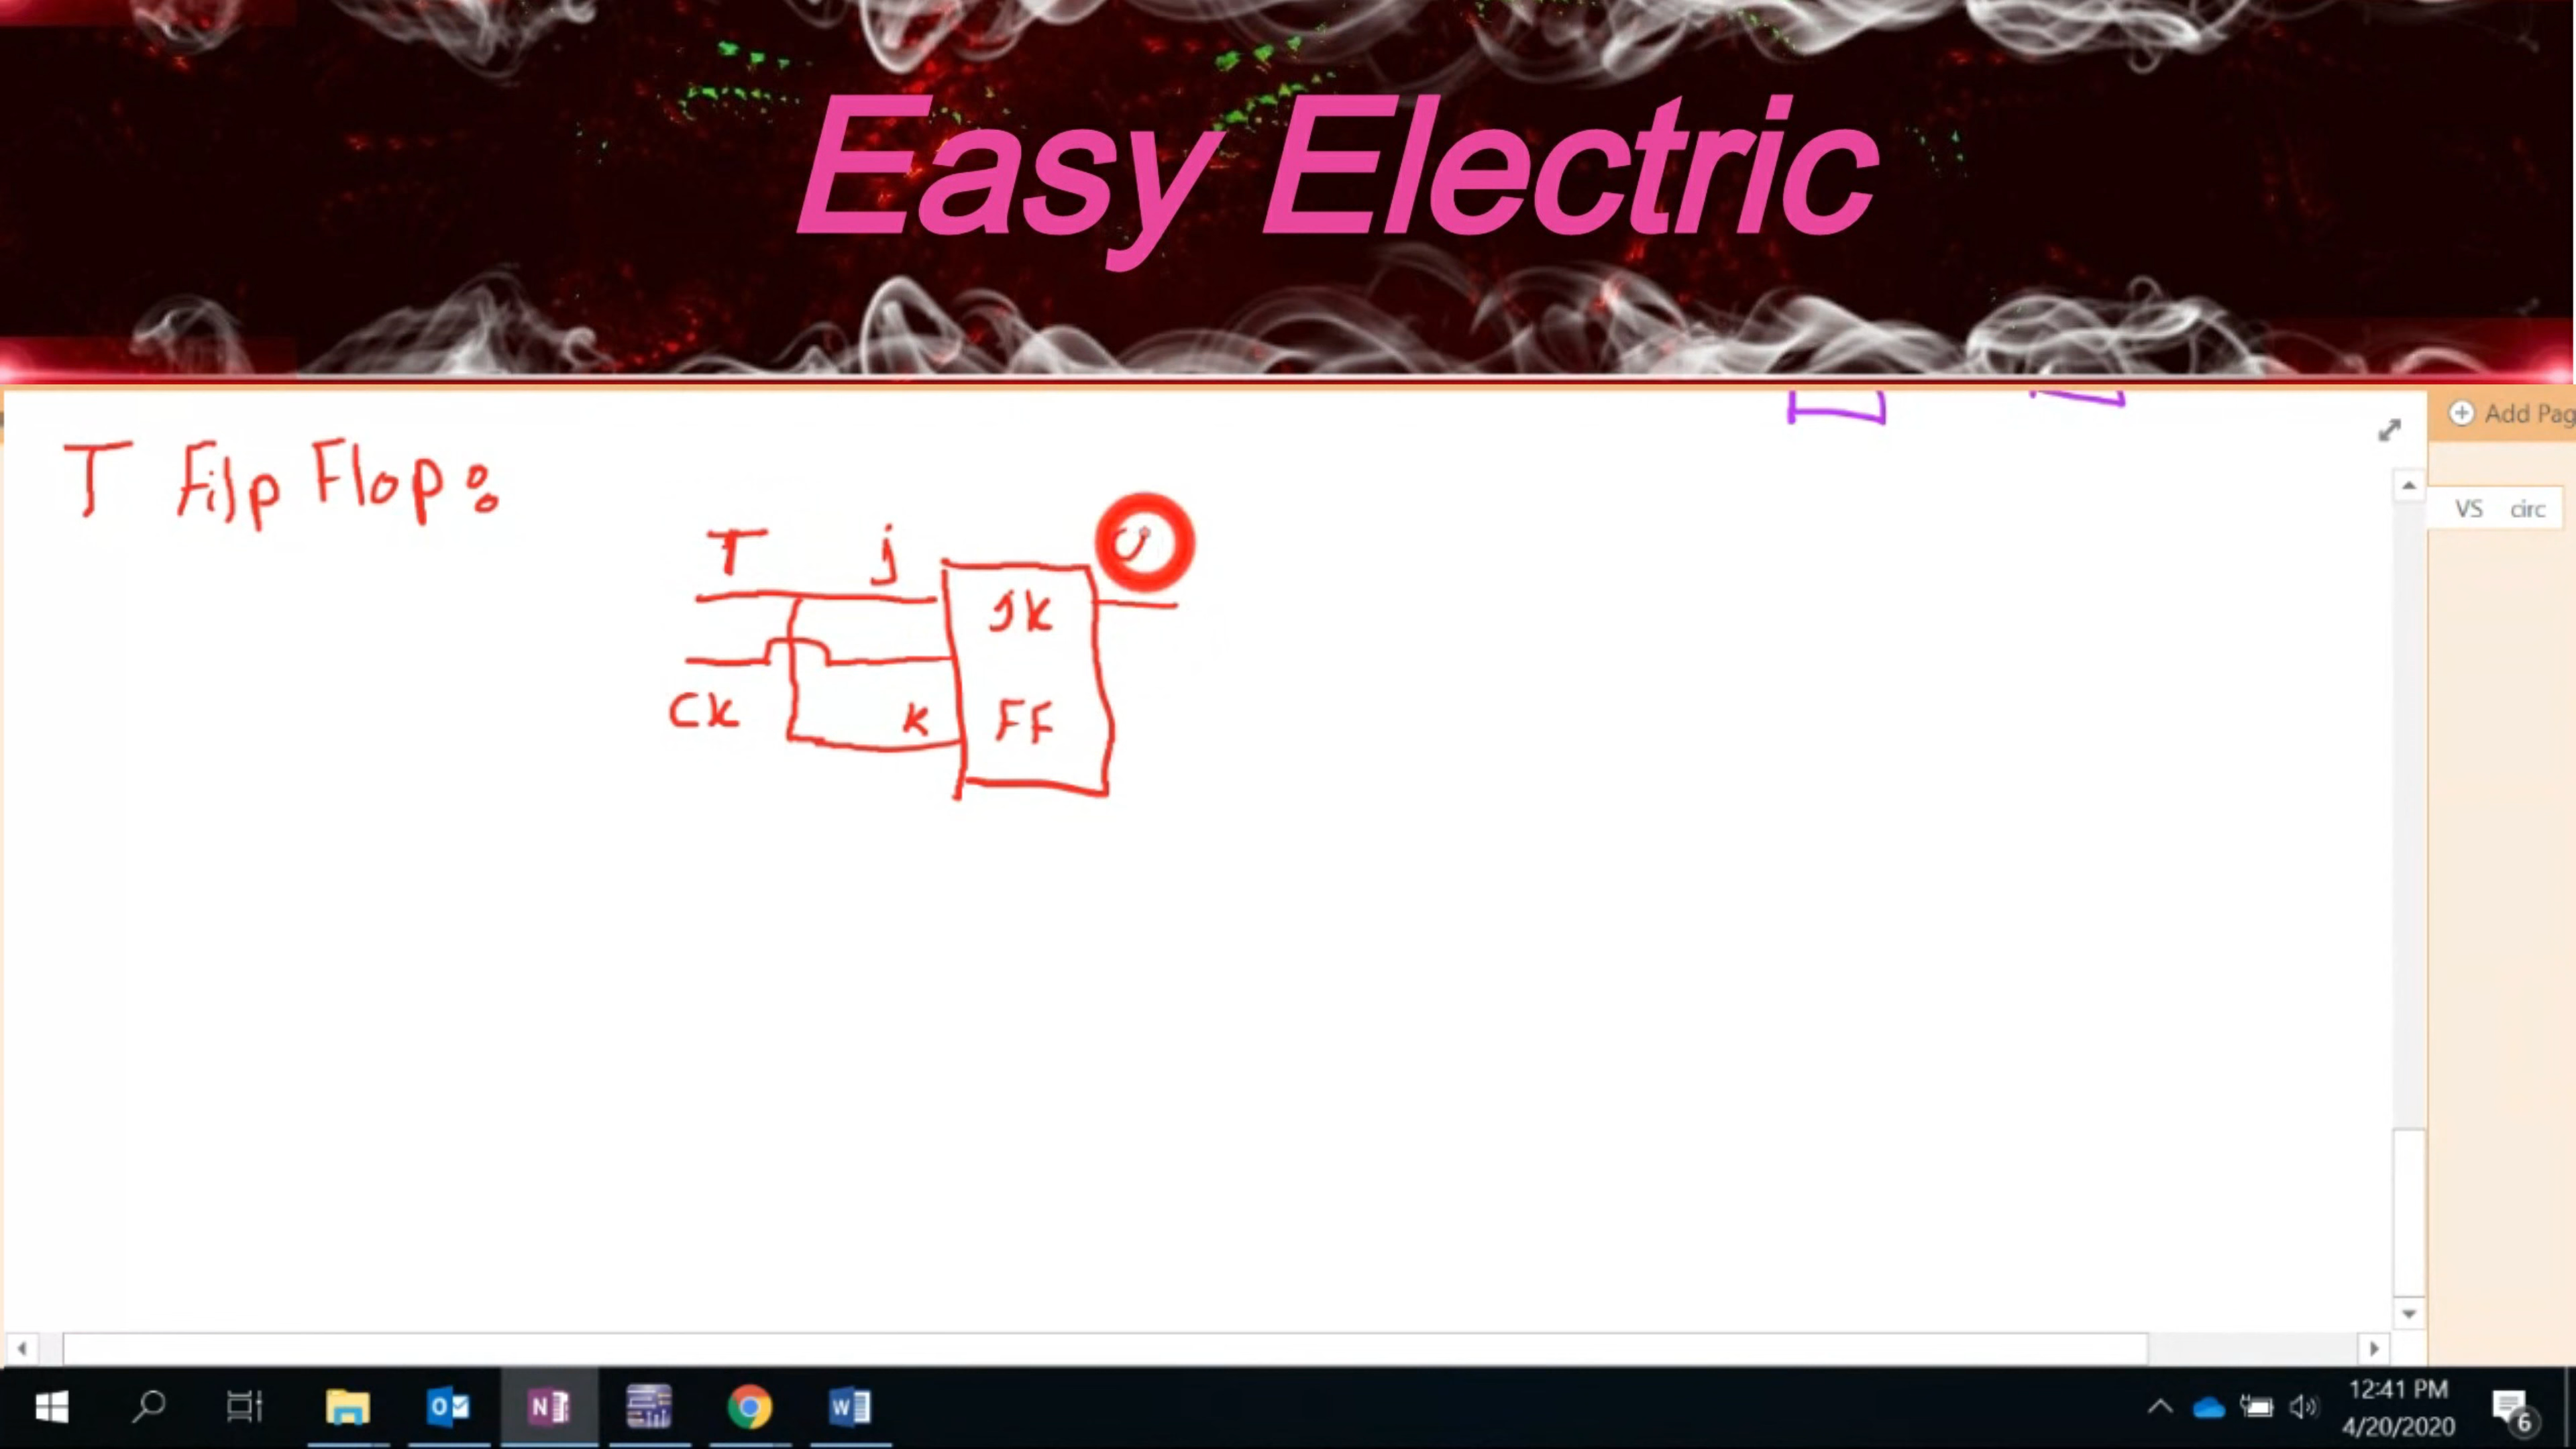 Easy Electric
Add Pag
T Filp Flop:
VS circ
T j
JK
CK K FF
12:41 PM
4/20/2020
6